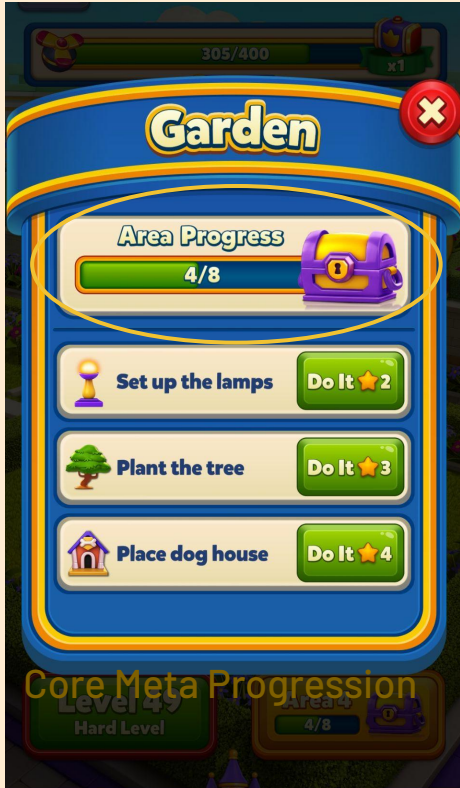 305/400
x1
Garden
Area Progress
4/8
Set up the lamps
Do It 2
Plant the tree
Do It 3
Place dog house
Do It 4
Core Meta Progression
Level 49
Area 4
Hard Level
4/8